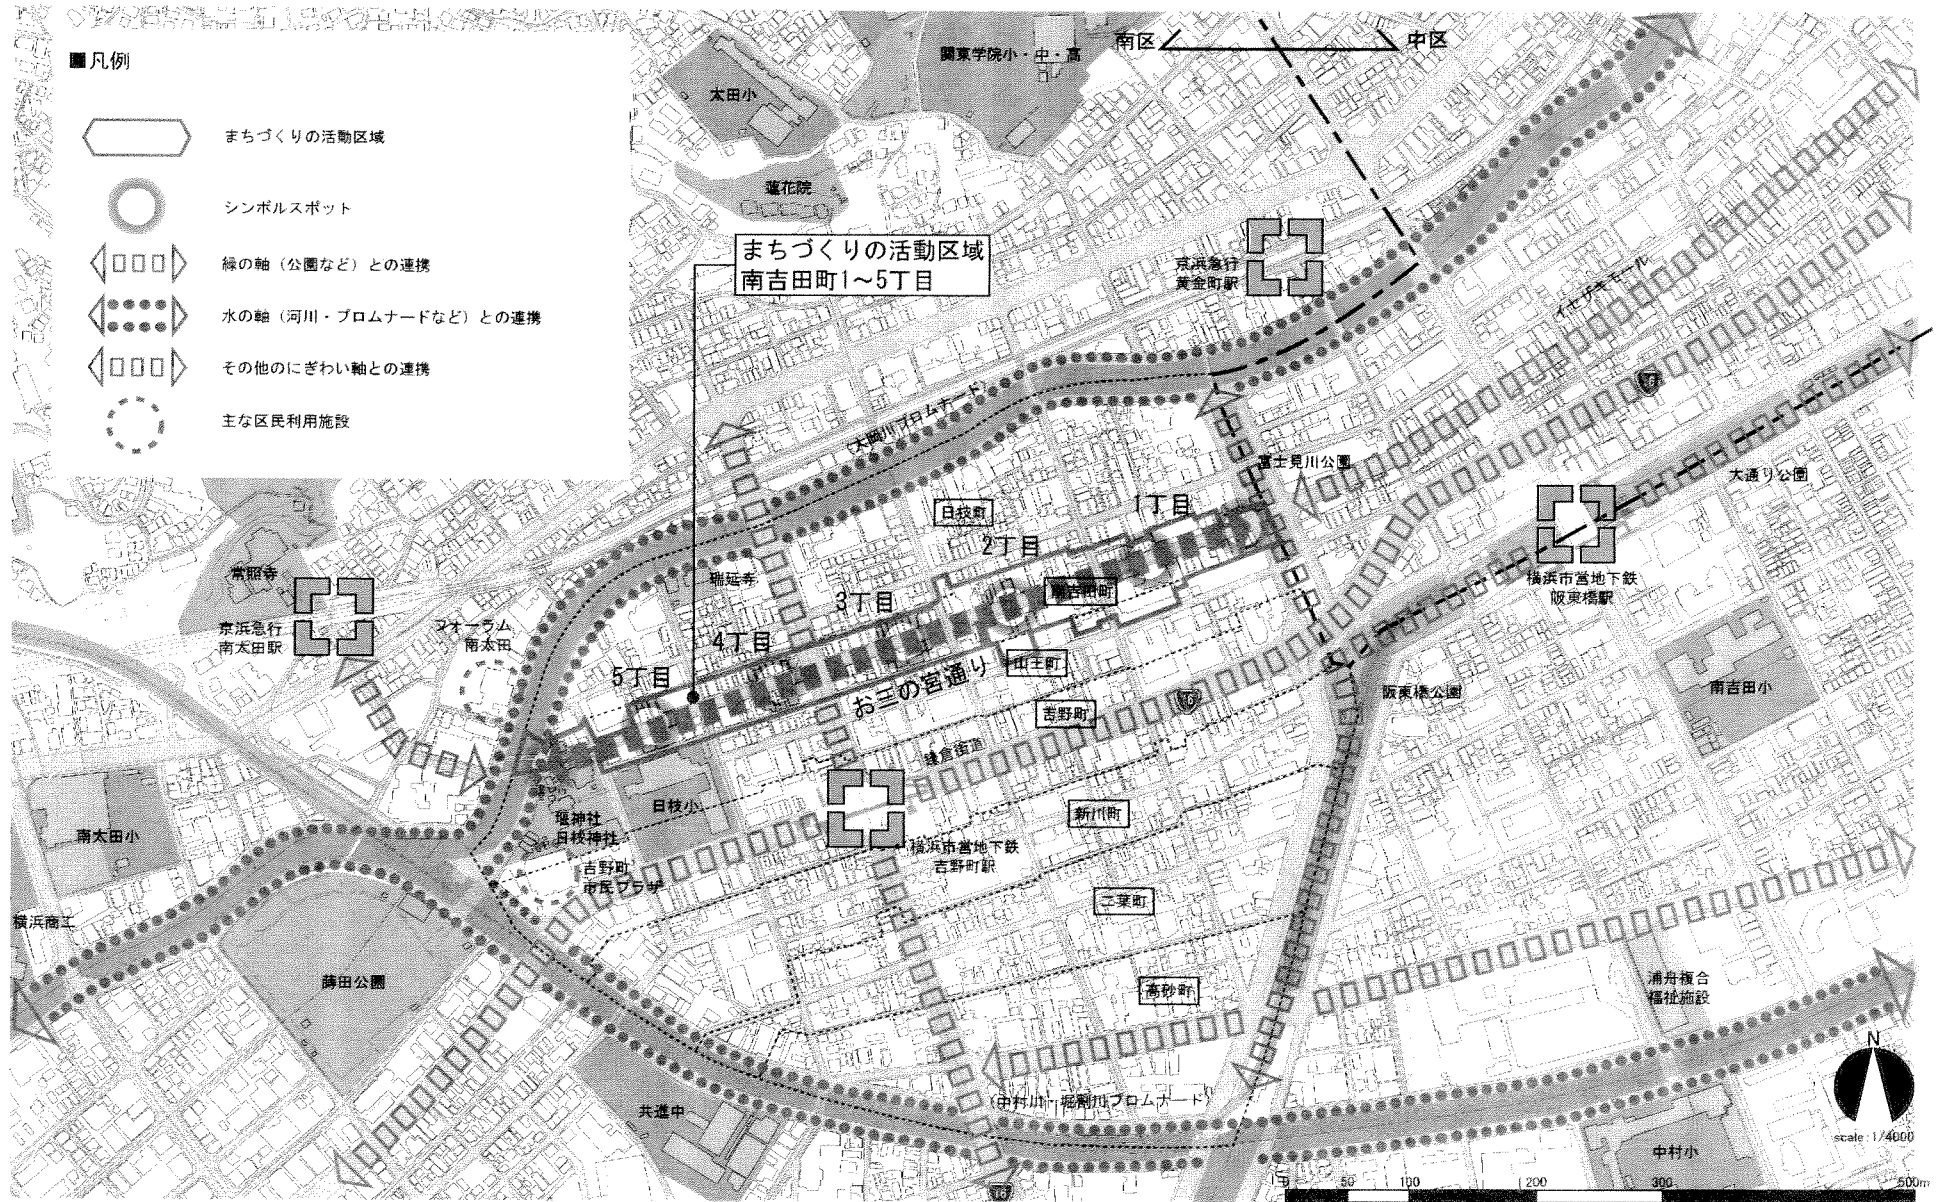 ■凡例
まちづくりの活動区域
シンボルスポット
緑の軸（公園など）との連携
水の軸（河川・プロムナードなど）との連携
その他のにぎわい軸との連携
主な区民利用施設
関東学院小・中・高
南区
中区
太田小
蓮花院
まちづくりの活動区域
南吉田町1～5丁目
京浜急行
黄金町駅
イセザキモール
16
(大岡川プロムナード)
富士見川公園
大通り公園
日枝町
1丁目
2丁目
横浜市営地下鉄
阪東橋駅
常照寺
瑞延寺
南吉田町
3丁目
京浜急行
南太田駅
フォーラム
南太田
4丁目
5丁目
山王町
お三の宮通り
吉野町
16
阪東橋公園
南吉田小
鎌倉街道
日枝小
堰神社
日枝神社
新川町
南太田小
横浜市営地下鉄
吉野町駅
吉野町
市民プラザ
二葉町
横浜商工
蒔田公園
高砂町
浦舟複合
福祉施設
N
共進中
(中村川・堀割川プロムナード)
scale:1/4000
中村小
16
0 50 100 200 300 500m